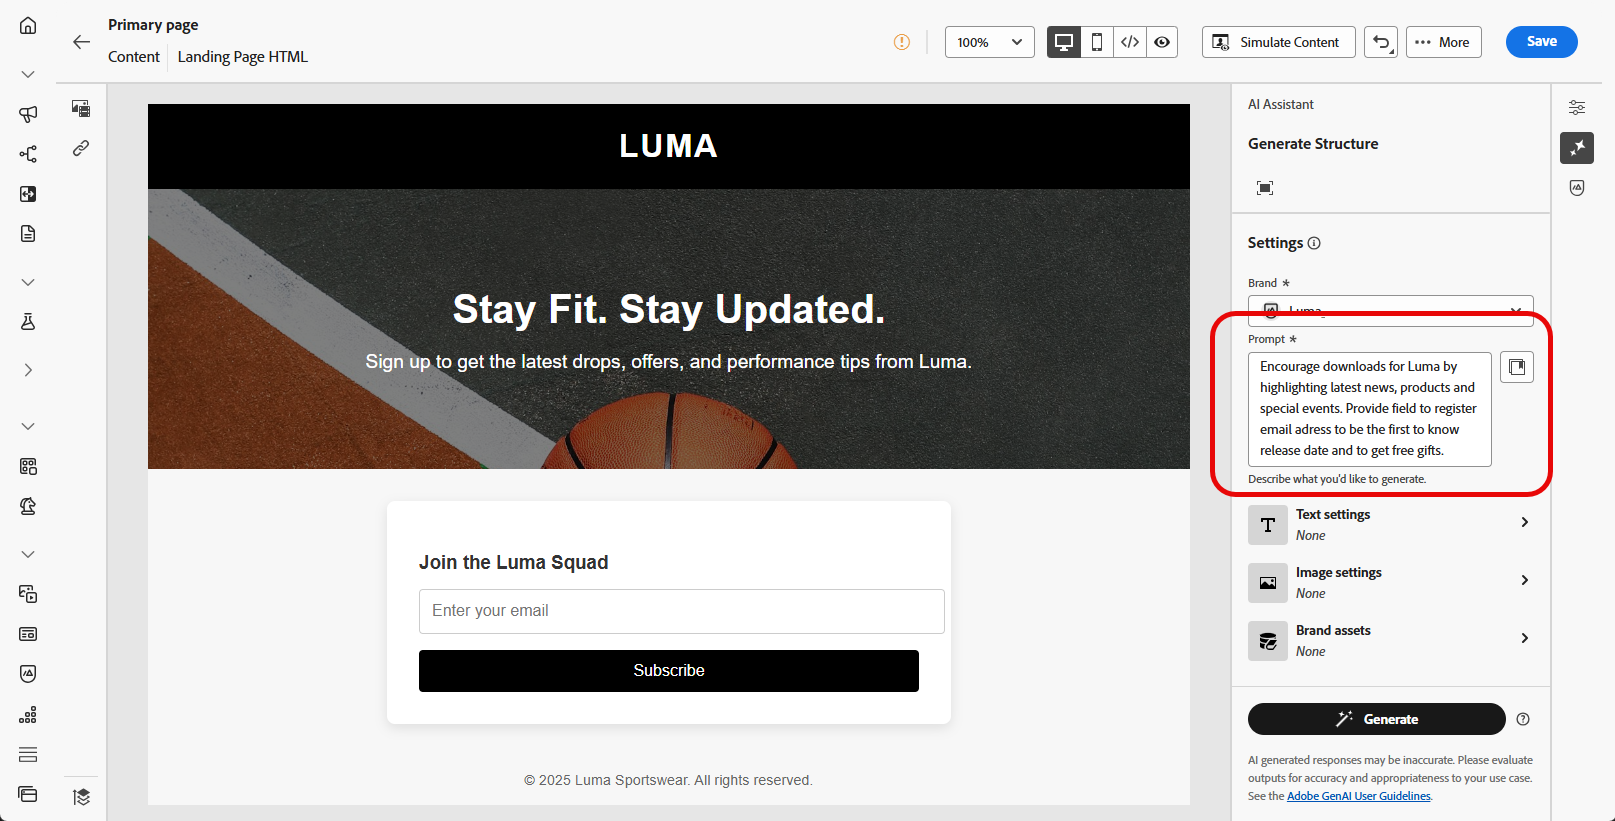 Primary page
Content
Landing Page HTML
100%
Simulate Content
More
Save
LUMA
Stay Fit. Stay Updated.
Sign up to get the latest drops, offers, and performance tips from Luma.
Join the Luma Squad
Enter your email
Subscribe
© 2025 Luma Sportswear. All rights reserved.
AI Assistant
Generate Structure
Settings
Brand *
Luma_
Prompt *
Encourage downloads for Luma by
highlighting latest news, products and
special events. Provide field to register
email adress to be the first to know
release date and to get free gifts.
Describe what you'd like to generate.
Text settings
None
Image settings
None
Brand assets
None
Generate
AI generated responses may be inaccurate. Please evaluate
outputs for accuracy and appropriateness to your use case.
See the Adobe GenAI User Guidelines.